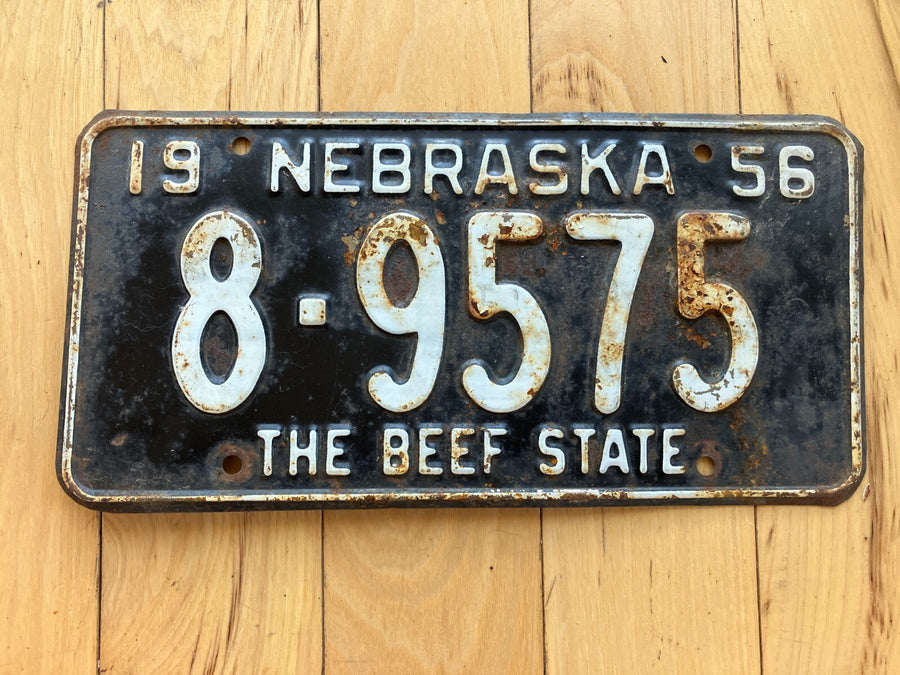 19 NEBRASKA 56
8-9575
THE BEEF STATE